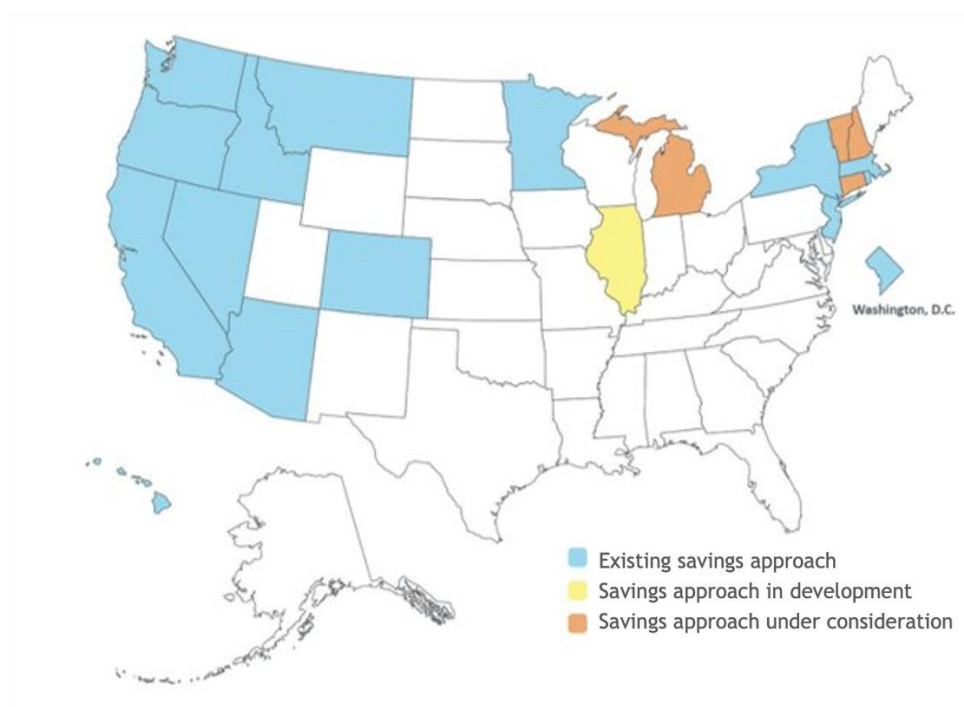 Washington, D.C.
Existing savings approach
Savings approach in development
Savings approach under consideration